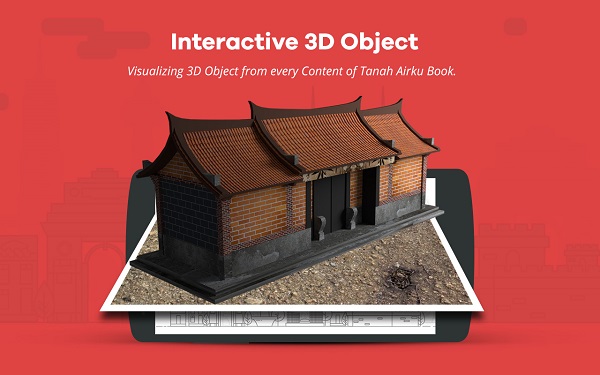 Interactive 3D Object
Visualizing 3D Object from every Content of Tanah Airku Book.